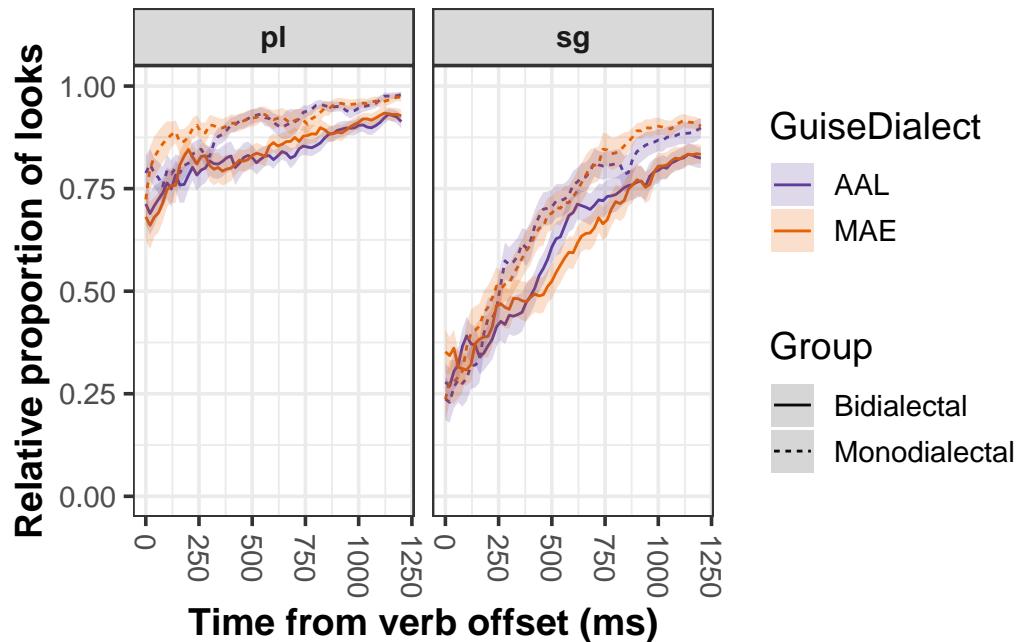 pl
sg
Relative proportion of looks
1.00
0.75
0.50
0.25
0.00
0
250
500
750
1000
1250
0
250
500
750
1000
1250
Time from verb offset (ms)
GuiseDialect
AAL
MAE
Group
Bidialectal
Monodialectal